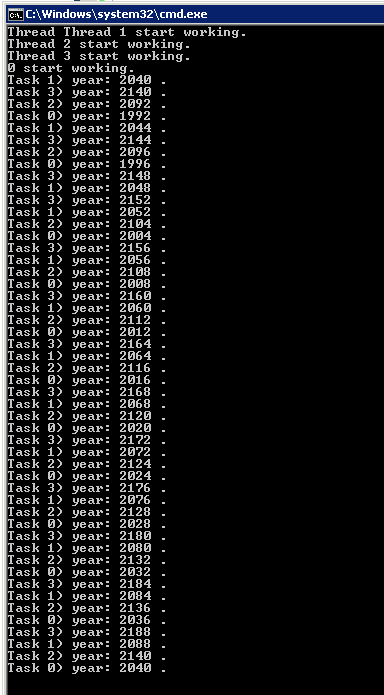 C:\Windows\system32\cmd.exe
Thread Thread 1 start working.
Thread 2 start working.
Thread 3 start working.
0 start working.
Task 1) year: 2040 .
Task 3) year: 2140 .
Task 2) year: 2092 .
Task 0) year: 1992 .
Task 1) year: 2044 .
Task 3) year: 2144 .
Task 2) year: 2096 .
Task 0) year: 1996 .
Task 3) year: 2148 .
Task 1) year: 2048 .
Task 3) year: 2152 .
Task 1) year: 2052 .
Task 2) year: 2104 .
Task 0) year: 2004 .
Task 3) year: 2156 .
Task 1) year: 2056 .
Task 2) year: 2108 .
Task 0) year: 2008 .
Task 3) year: 2160 .
Task 1) year: 2060 .
Task 2) year: 2112 .
Task 0) year: 2012 .
Task 3) year: 2164 .
Task 1) year: 2064 .
Task 2) year: 2116 .
Task 0) year: 2016 .
Task 3) year: 2168 .
Task 1) year: 2068 .
Task 2) year: 2120 .
Task 0) year: 2020 .
Task 3) year: 2172 .
Task 1) year: 2072 .
Task 2) year: 2124 .
Task 0) year: 2024 .
Task 3) year: 2176 .
Task 1) year: 2076 .
Task 2) year: 2128 .
Task 0) year: 2028 .
Task 3) year: 2180 .
Task 1) year: 2080 .
Task 2) year: 2132 .
Task 0) year: 2032 .
Task 3) year: 2184 .
Task 1) year: 2084 .
Task 2) year: 2136 .
Task 0) year: 2036 .
Task 3) year: 2188 .
Task 1) year: 2088 .
Task 2) year: 2140 .
Task 0) year: 2040 .